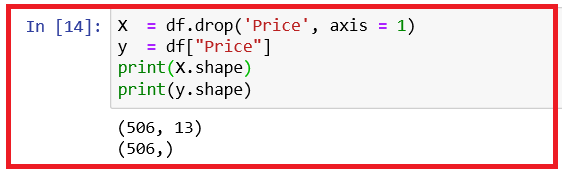 In [14]: X  = df.drop('Price', axis = 1)
y  = df["Price"]
print(X.shape)
print(y.shape)
(506, 13)
(506,)